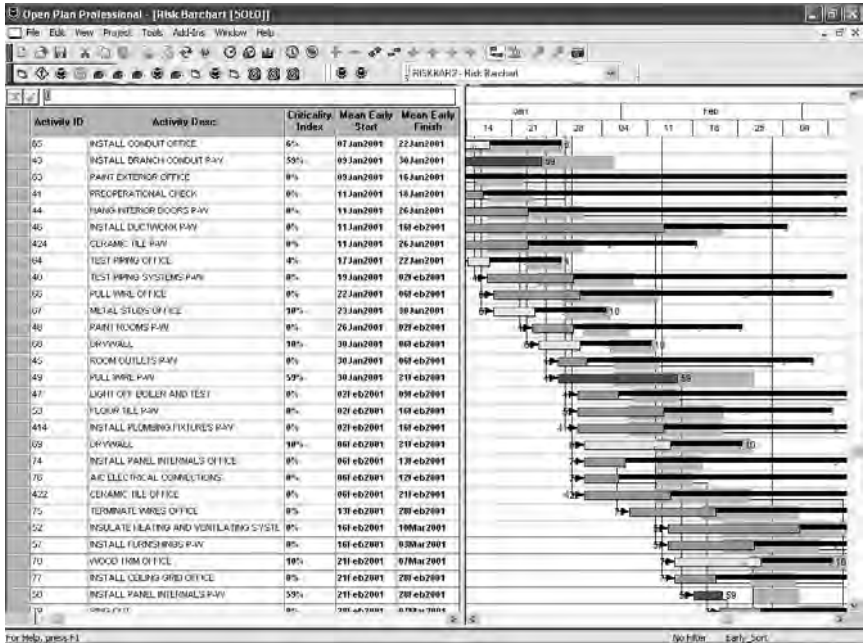 Open Plan Professional - [Risk Barchart [SOLO]]
File Edit View Project Tools Add-Ins Window Help
RISKBAR2 - Risk Barchart
Activity ID Activity Desc Criticality Index Mean Early Start Mean Early Finish
Jan Feb
14 21 28 04 11 18 25 04
65 INSTALL CONDUIT OFFICE 6% 07Jan2001 22Jan2001
43 INSTALL BRANCH CONDUIT P-W 59% 09Jan2001 30Jan2001 59
63 PAINT EXTERIOR OFFICE 0% 09Jan2001 16Jan2001
41 PREOPERATIONAL CHECK 0% 11Jan2001 18Jan2001
44 HANG INTERIOR DOORS P-W 0% 11Jan2001 26Jan2001
46 INSTALL DUCTWORK P-W 0% 11Jan2001 16Feb2001
424 CERAMIC TILE P-W 0% 11Jan2001 26Jan2001
64 TEST PIPING OFFICE 4% 17Jan2001 22Jan2001
40 TEST PIPING SYSTEMS P-W 0% 19Jan2001 02Feb2001
66 PULL WIRE OFFICE 0% 22Jan2001 06Feb2001
67 METAL STUDS OFFICE 10% 23Jan2001 30Jan2001 10
48 PAINT ROOMS P-W 0% 26Jan2001 02Feb2001
68 DRYWALL 10% 30Jan2001 06Feb2001 10
45 ROOM OUTLETS P-W 0% 30Jan2001 06Feb2001
49 PULL WIRE P-W 59% 30Jan2001 21Feb2001 59
47 LIGHT OFF BOILER AND TEST 0% 02Feb2001 09Feb2001
53 FLOOR TILE P-W 0% 02Feb2001 16Feb2001
414 INSTALL PLUMBING FIXTURES P-W 0% 02Feb2001 16Feb2001
69 DRYWALL 10% 06Feb2001 21Feb2001 10
74 INSTALL PANEL INTERNALS OFFICE 0% 06Feb2001 13Feb2001
76 A/C ELECTRICAL CONNECTIONS 0% 06Feb2001 12Feb2001
422 CERAMIC TILE OFFICE 0% 06Feb2001 21Feb2001
75 TERMINATE WIRES OFFICE 0% 13Feb2001 28Feb2001
52 INSULATE HEATING AND VENTILATING SYSTE 0% 16Feb2001 10Mar2001
57 INSTALL FURNISHINGS P-W 0% 16Feb2001 03Mar2001
70 WOOD TRIM OFFICE 10% 21Feb2001 07Mar2001 10
77 INSTALL CEILING GRID OFFICE 0% 21Feb2001 28Feb2001
50 INSTALL PANEL INTERNALS P-W 59% 21Feb2001 28Feb2001 59
RING OUT 0%
For Help, press F1 No Filter Early_Sort